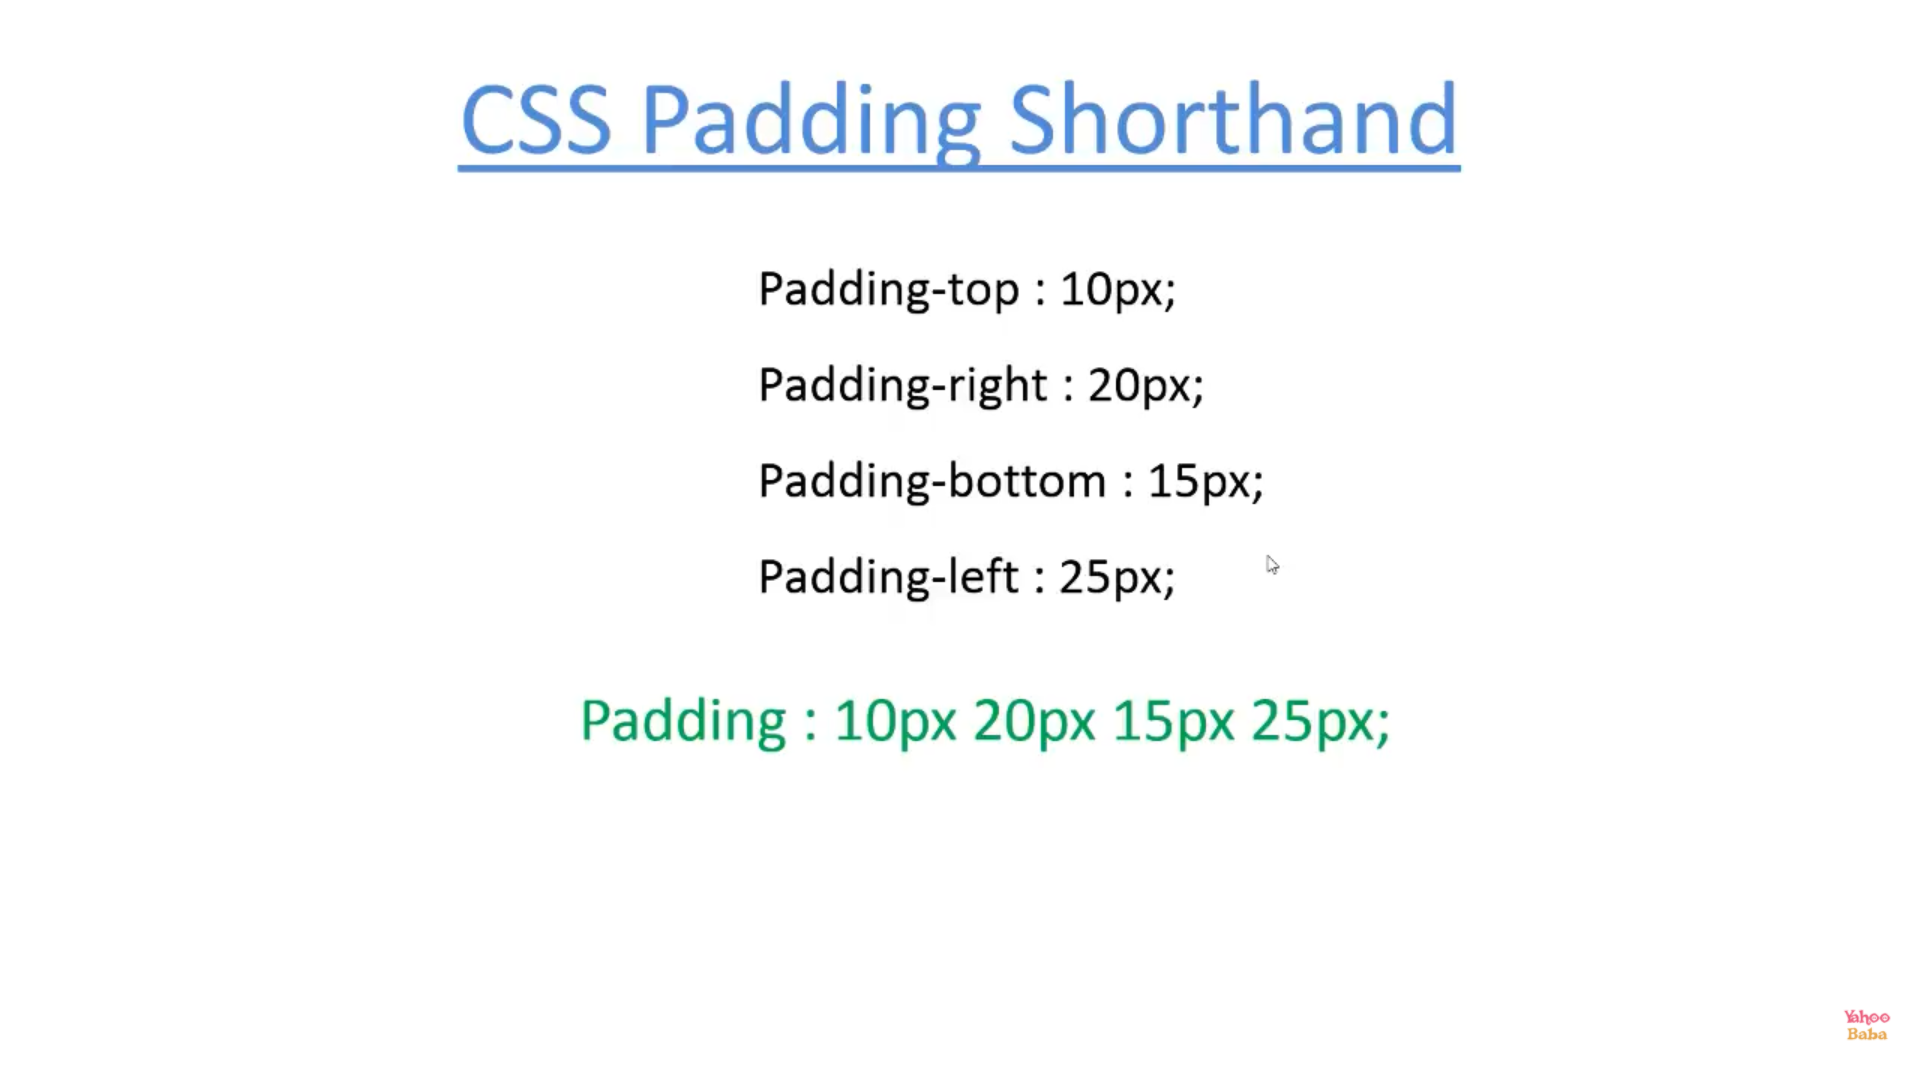 CSS Padding Shorthand
Padding-top : 10px;
Padding-right : 20px;
Padding-bottom : 15px;
Padding-left : 25px;
Padding : 10px 20px 15px 25px;
Yahoo
Baba